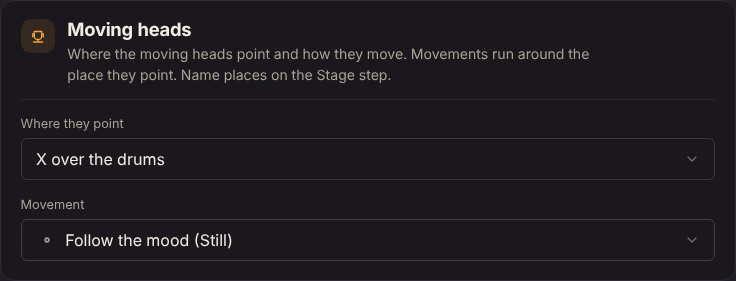 Moving heads
Where the moving heads point and how they move. Movements run around the
place they point. Name places on the Stage step.
Where they point
X over the drums
Movement
Follow the mood (Still)